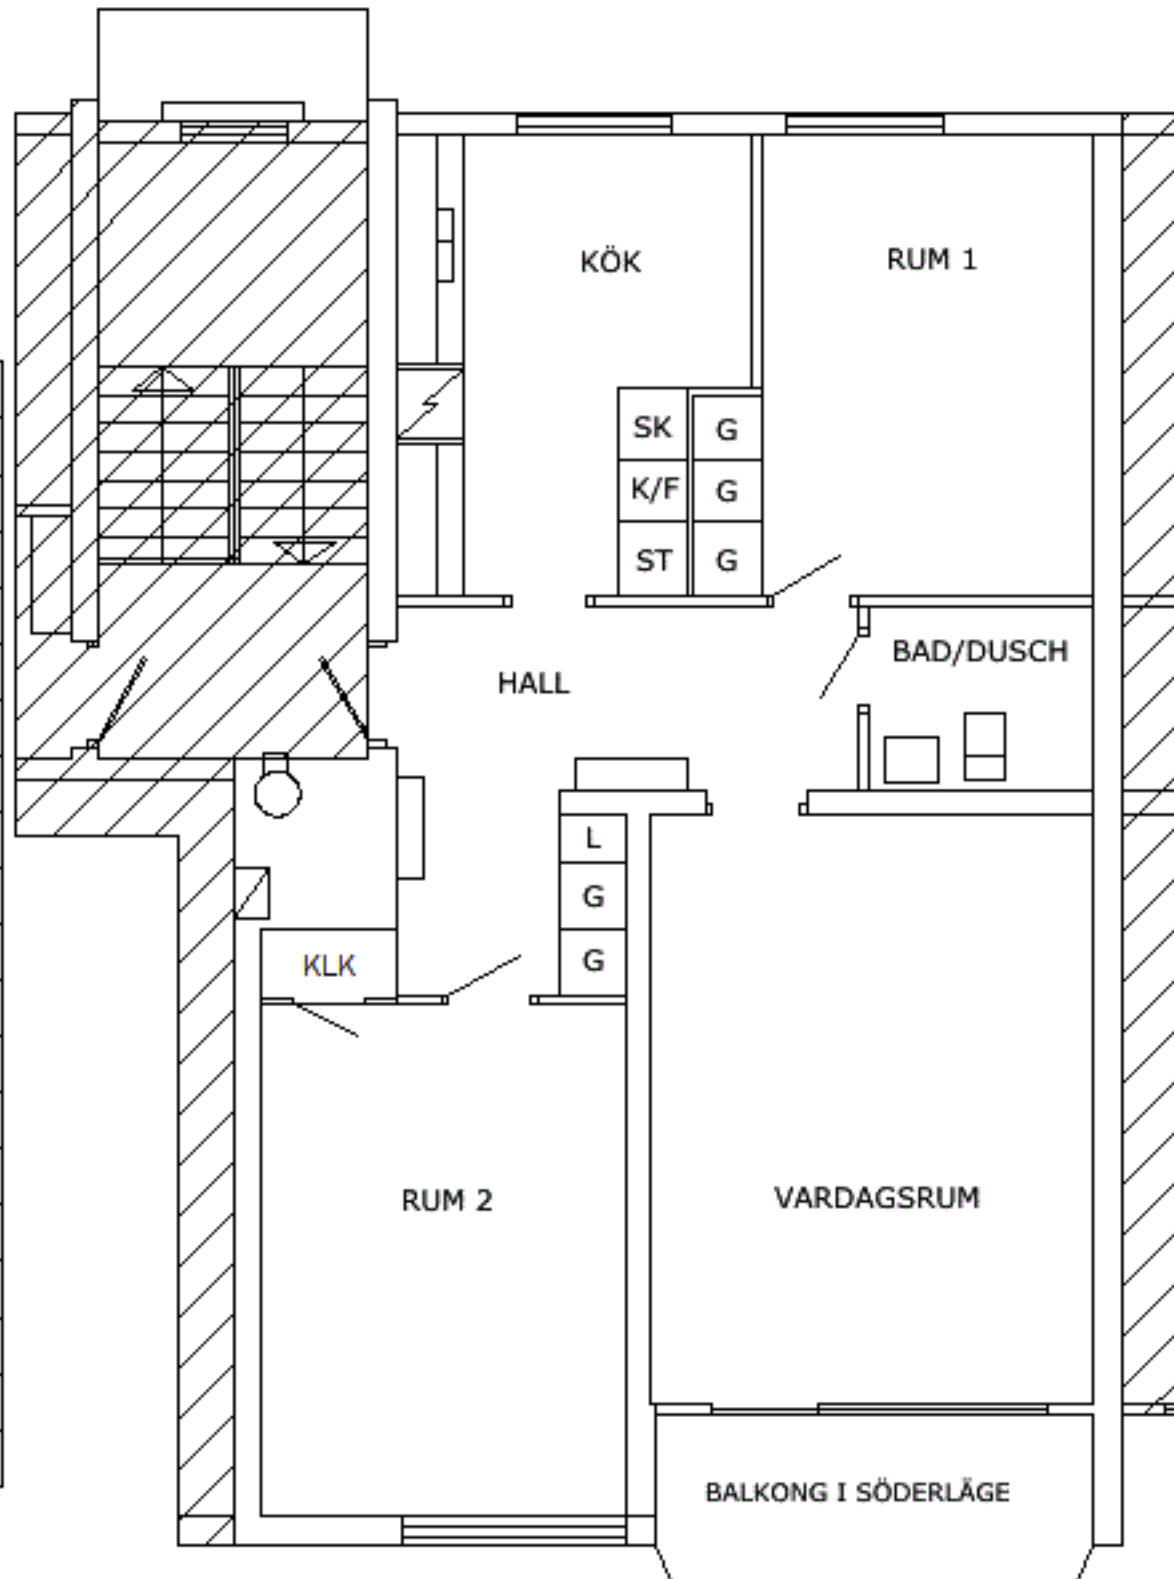 KÖK
RUM 1
SK
G
K/F
G
ST
G
BAD/DUSCH
HALL
L
G
G
KLK
RUM 2
VARDAGSRUM
BALKONG I SÖDERLÄGE